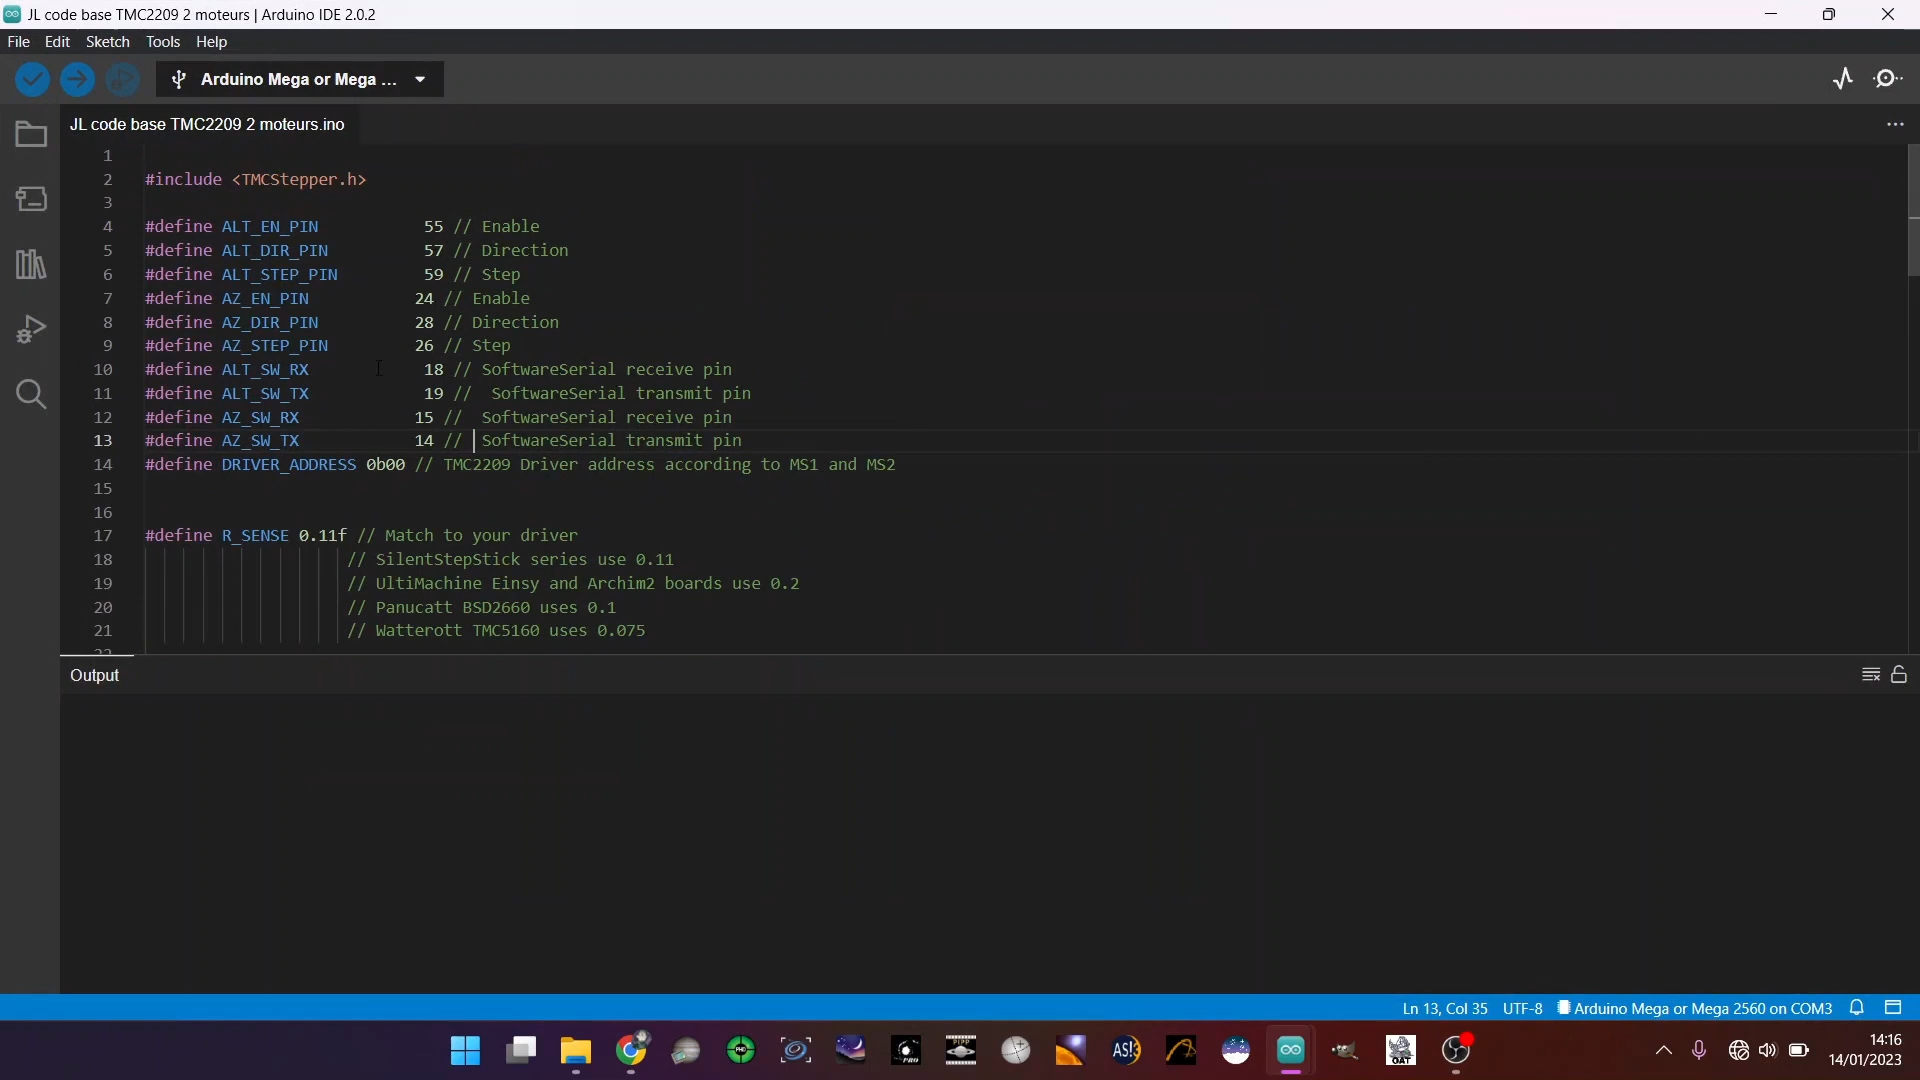 JL code base TMC2209 2 moteurs | Arduino IDE 2.0.2
File Edit Sketch Tools Help
Arduino Mega or Mega ...
JL code base TMC2209 2 moteurs.ino
1
2 #include <TMCStepper.h>
3
4 #define ALT_EN_PIN 55 // Enable
5 #define ALT_DIR_PIN 57 // Direction
6 #define ALT_STEP_PIN 59 // Step
7 #define AZ_EN_PIN 24 // Enable
8 #define AZ_DIR_PIN 28 // Direction
9 #define AZ_STEP_PIN 26 // Step
10 #define ALT_SW_RX 18 // SoftwareSerial receive pin
11 #define ALT_SW_TX 19 // SoftwareSerial transmit pin
12 #define AZ_SW_RX 15 // SoftwareSerial receive pin
13 #define AZ_SW_TX 14 // SoftwareSerial transmit pin
14 #define DRIVER_ADDRESS 0b00 // TMC2209 Driver address according to MS1 and MS2
15
16
17 #define R_SENSE 0.11f // Match to your driver
18 // SilentStepStick series use 0.11
19 // UltiMachine Einsy and Archim2 boards use 0.2
20 // Panucatt BSD2660 uses 0.1
21 // Watterott TMC5160 uses 0.075
22
Output
Ln 13, Col 35 UTF-8 Arduino Mega or Mega 2560 on COM3
PHD
PRO
PIPP
AS!3
OAT
14:16
14/01/2023